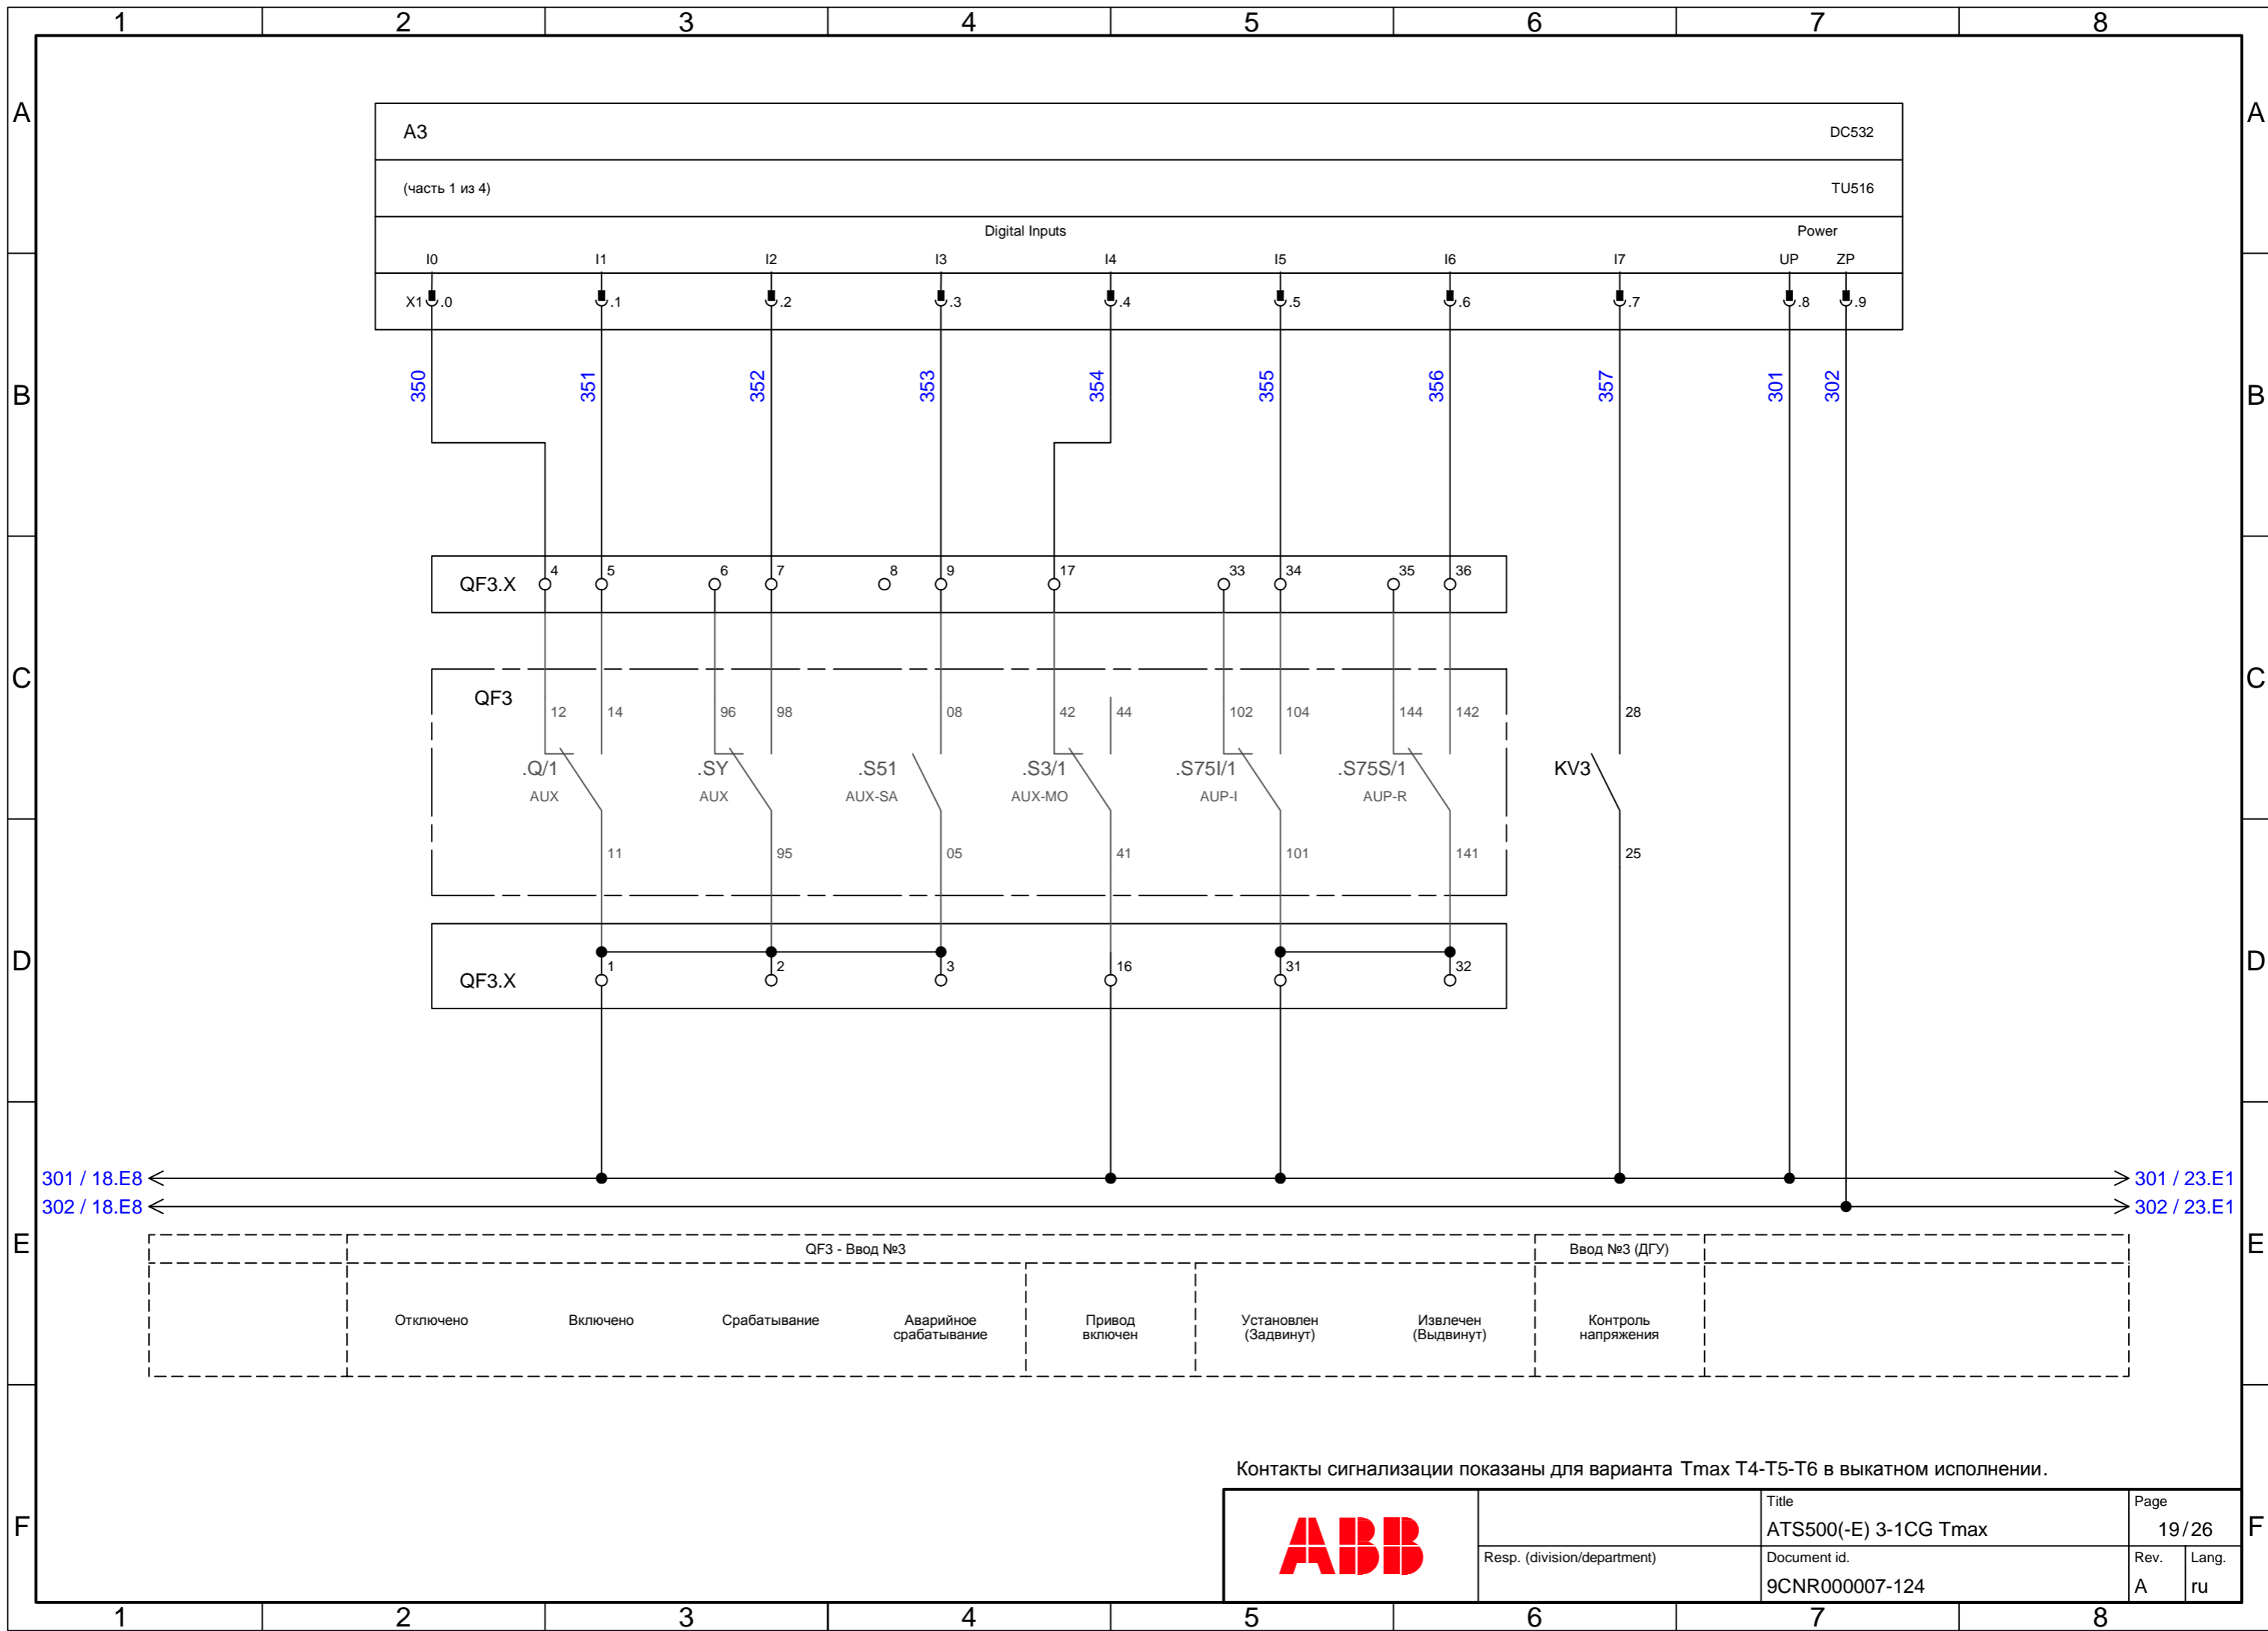 1 2 3 4 5 6 7 8
A A
A3 DC532
(часть 1 из 4) TU516
Digital Inputs Power
I0 I1 I2 I3 I4 I5 I6 I7 UP ZP
X1 .0 .1 .2 .3 .4 .5 .6 .7 .8 .9
350 351 352 353 354 355 356 357 301 302
B B
QF3.X 4 5 6 7 8 9 17 33 34 35 36
C C
QF3
12 14 96 98 08 42 44 102 104 144 142 28
.Q/1 .SY .S51 .S3/1 .S75I/1 .S75S/1 KV3
AUX AUX AUX-SA AUX-MO AUP-I AUP-R
11 95 05 41 101 141 25
D D
QF3.X 1 2 3 16 31 32
301 / 18.E8 301 / 23.E1
302 / 18.E8 302 / 23.E1
E E
QF3 - Ввод №3 Ввод №3 (ДГУ)
Отключено Включено Срабатывание Аварийное срабатывание Привод включен Установлен (Задвинут) Извлечен (Выдвинут) Контроль напряжения
Контакты сигнализации показаны для варианта Tmax T4-T5-T6 в выкатном исполнении.
F F
ABB
Title Page
ATS500(-E) 3-1CG Tmax 19/26
Resp. (division/department) Document id. Rev. Lang.
9CNR000007-124 A ru
1 2 3 4 5 6 7 8